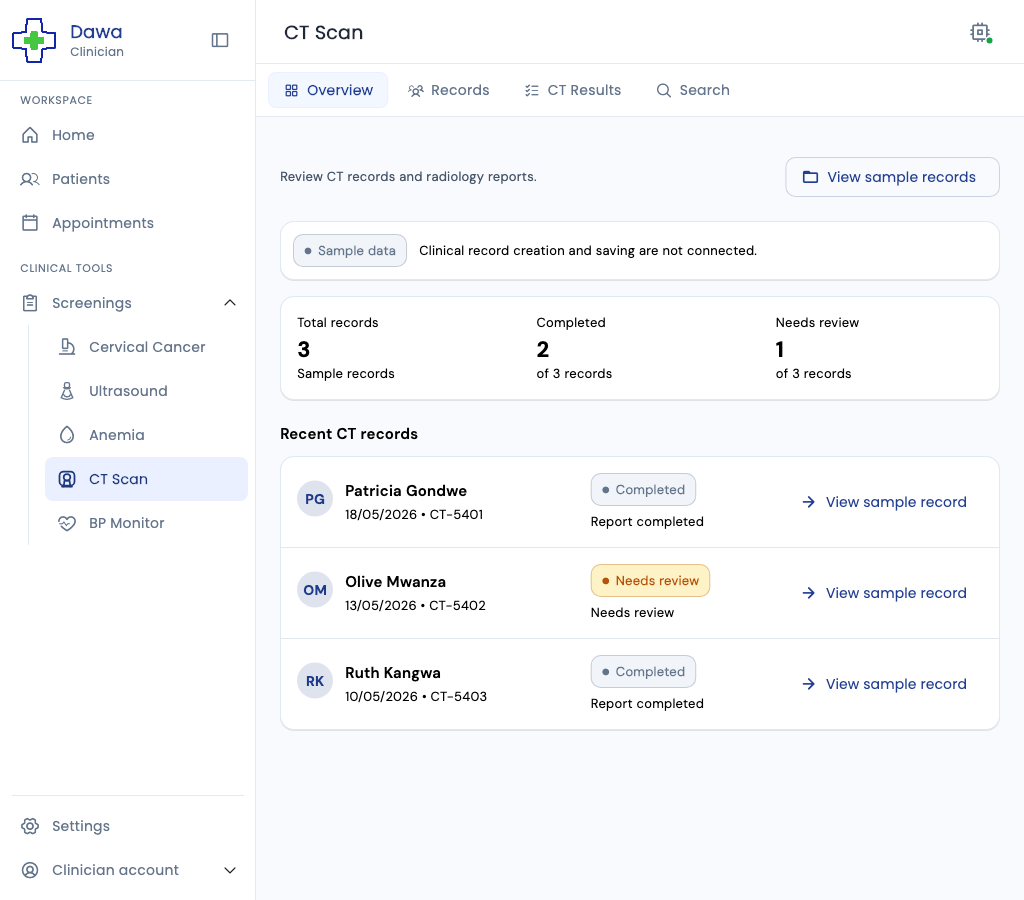 Dawa
Clinician
WORKSPACE
Home
Patients
Appointments
CLINICAL TOOLS
Screenings
Cervical Cancer
Ultrasound
Anemia
CT Scan
BP Monitor
Settings
Clinician account
CT Scan
Overview
Records
CT Results
Search
Review CT records and radiology reports.
View sample records
Sample data
Clinical record creation and saving are not connected.
Total records
3
Sample records
Completed
2
of 3 records
Needs review
1
of 3 records
Recent CT records
PG
Patricia Gondwe
18/05/2026 • CT-5401
Completed
Report completed
View sample record
OM
Olive Mwanza
13/05/2026 • CT-5402
Needs review
Needs review
View sample record
RK
Ruth Kangwa
10/05/2026 • CT-5403
Completed
Report completed
View sample record